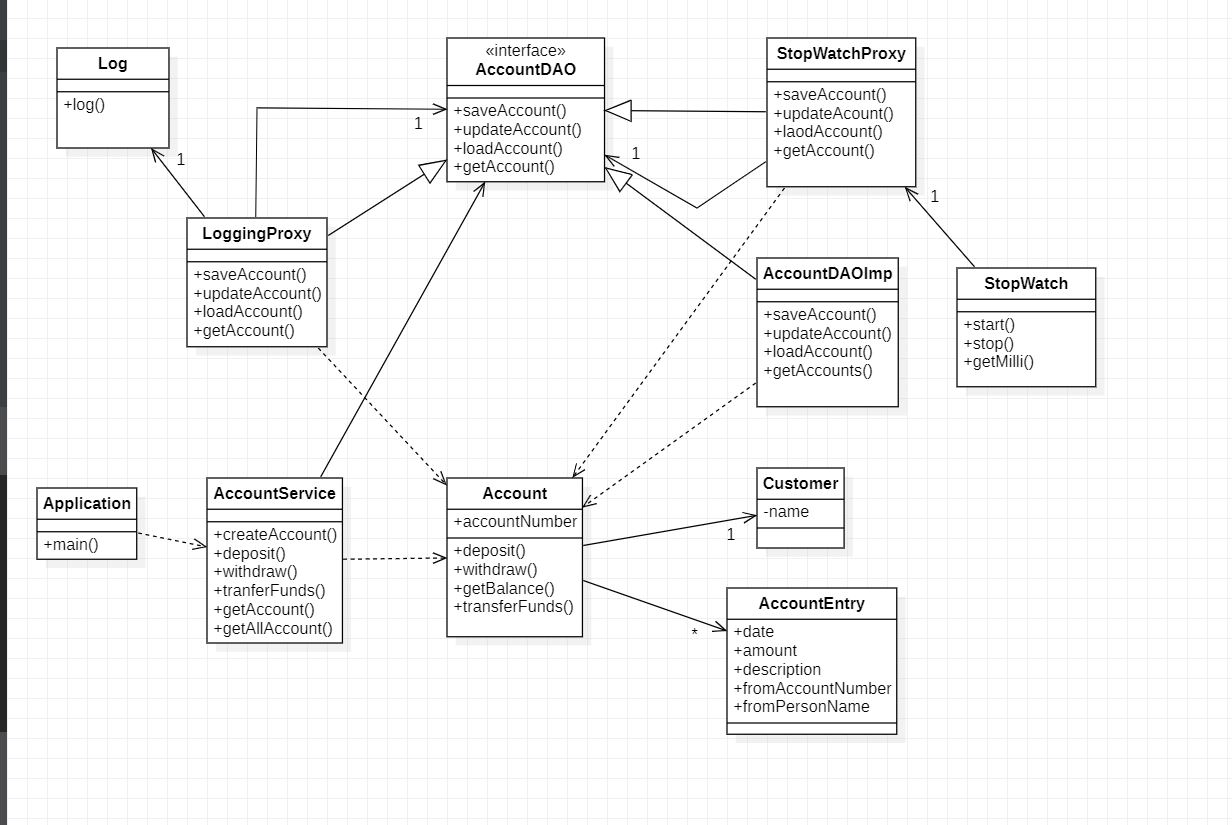 Log
+log()
1
«interface»
AccountDAO
+saveAccount()
+updateAccount()
+loadAccount()
+getAccount()
1
1
StopWatchProxy
+saveAccount()
+updateAcount()
+laodAccount()
+getAccount()
1
LoggingProxy
+saveAccount()
+updateAccount()
+loadAccount()
+getAccount()
AccountDAOImp
+saveAccount()
+updateAccount()
+loadAccount()
+getAccounts()
StopWatch
+start()
+stop()
+getMilli()
Application
+main()
AccountService
+createAccount()
+deposit()
+withdraw()
+tranferFunds()
+getAccount()
+getAllAccount()
Account
+accountNumber
+deposit()
+withdraw()
+getBalance()
+transferFunds()
Customer
-name
1
*
AccountEntry
+date
+amount
+description
+fromAccountNumber
+fromPersonName